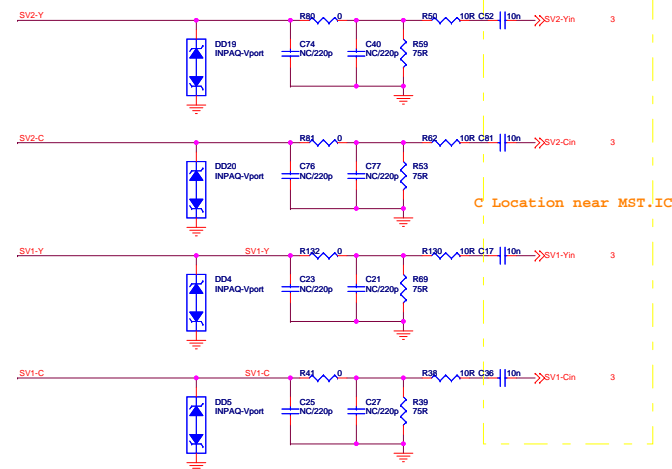 SV2-Y R80 0 R50 10R C52 10n SV2-Yin 3
DD19 C74 C40 R59
INPAQ-Vport NC/220p NC/220p 75R
SV2-C R81 0 R62 10R C81 10n SV2-Cin 3
DD20 C76 C77 R53
INPAQ-Vport NC/220p NC/220p 75R
C Location near MST.IC
SV1-Y SV1-Y R132 0 R130 10R C17 10n SV1-Yin 3
DD4 C23 C21 R69
INPAQ-Vport NC/220p NC/220p 75R
SV1-C SV1-C R41 0 R38 10R C36 10n SV1-Cin 3
DD5 C25 C27 R39
INPAQ-Vport NC/220p NC/220p 75R